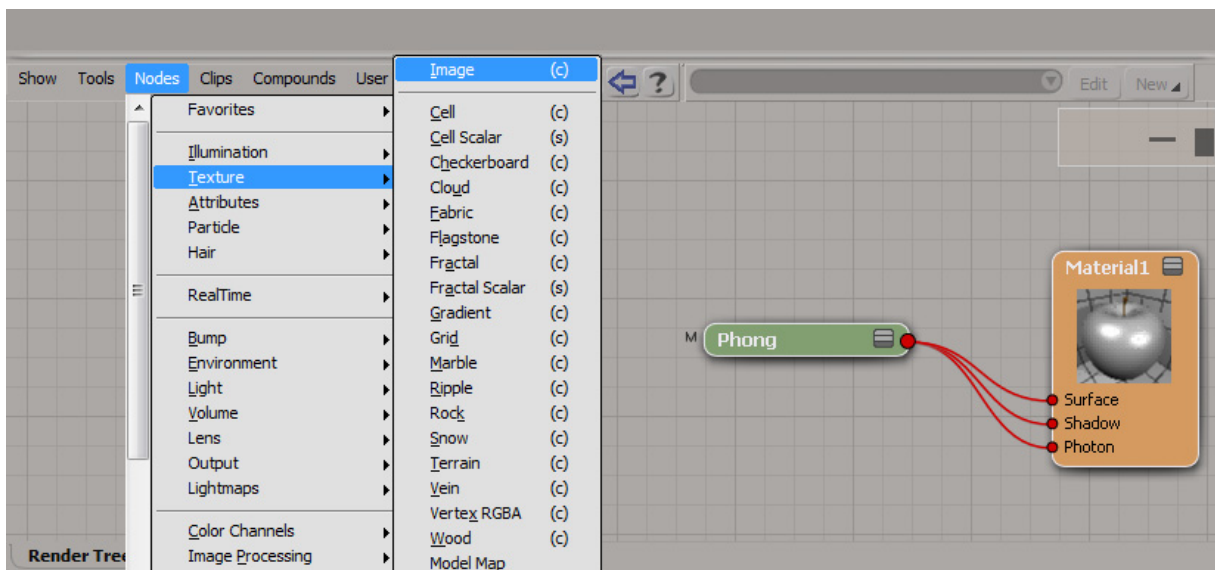 Show Tools Nodes Clips Compounds User
? Edit New
Favorites
Illumination
Texture
Attributes
Particle
Hair
RealTime
Bump
Environment
Light
Volume
Lens
Output
Lightmaps
Color Channels
Image Processing
Image (c)
Cell (c)
Cell Scalar (s)
Checkerboard (c)
Cloud (c)
Fabric (c)
Flagstone (c)
Fractal (c)
Fractal Scalar (s)
Gradient (c)
Grid (c)
Marble (c)
Ripple (c)
Rock (c)
Snow (c)
Terrain (c)
Vein (c)
Vertex RGBA (c)
Wood (c)
Model Map
M Phong
Material1
Surface
Shadow
Photon
Render Tree